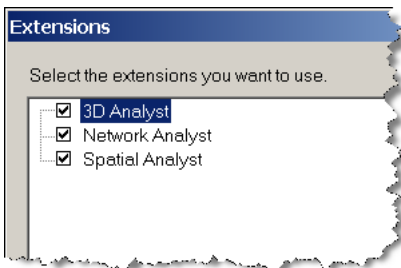 Extensions
Select the extensions you want to use.
3D Analyst
Network Analyst
Spatial Analyst